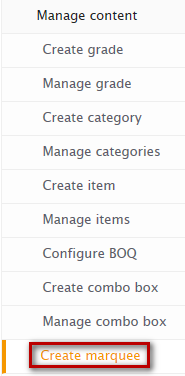 Manage content
Create grade
Manage grade
Create category
Manage categories
Create item
Manage items
Configure BOQ
Create combo box
Manage combo box
Create marquee